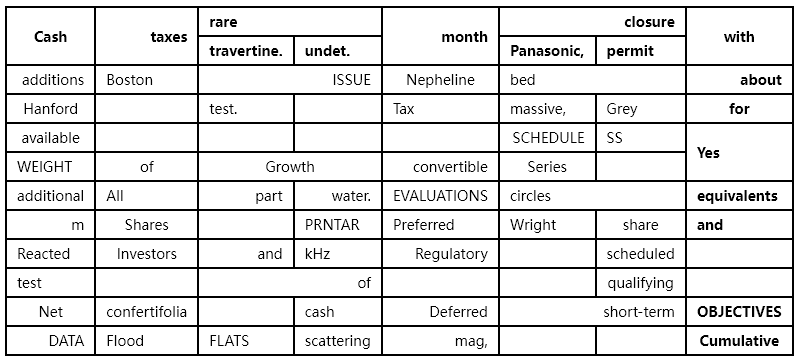 Cash taxes rare month closure with
travertine. undet. Panasonic, permit
additions Boston ISSUE Nepheline bed about
Hanford test. Tax massive, Grey for
available SCHEDULE SS Yes
WEIGHT of Growth convertible Series
additional All part water. EVALUATIONS circles equivalents
m Shares PRNTAR Preferred Wright share and
Reacted Investors and kHz Regulatory scheduled
test of qualifying
Net confertifolia cash Deferred short-term OBJECTIVES
DATA Flood FLATS scattering mag, Cumulative